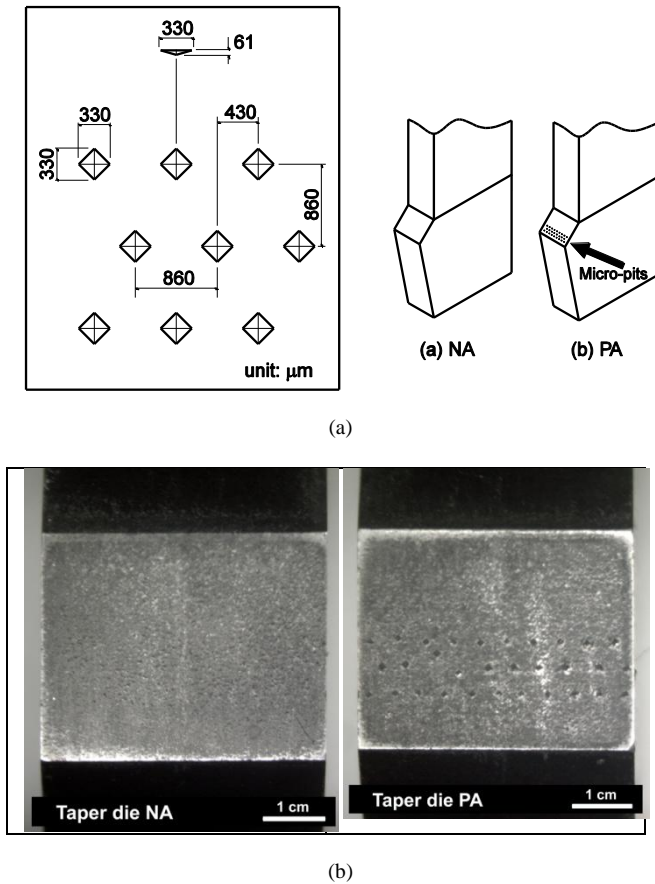 330
61
330
430
330
860
860
unit: μm
Micro-pits
(a) NA
(b) PA
(a)
Taper die NA
1 cm
Taper die PA
1 cm
(b)